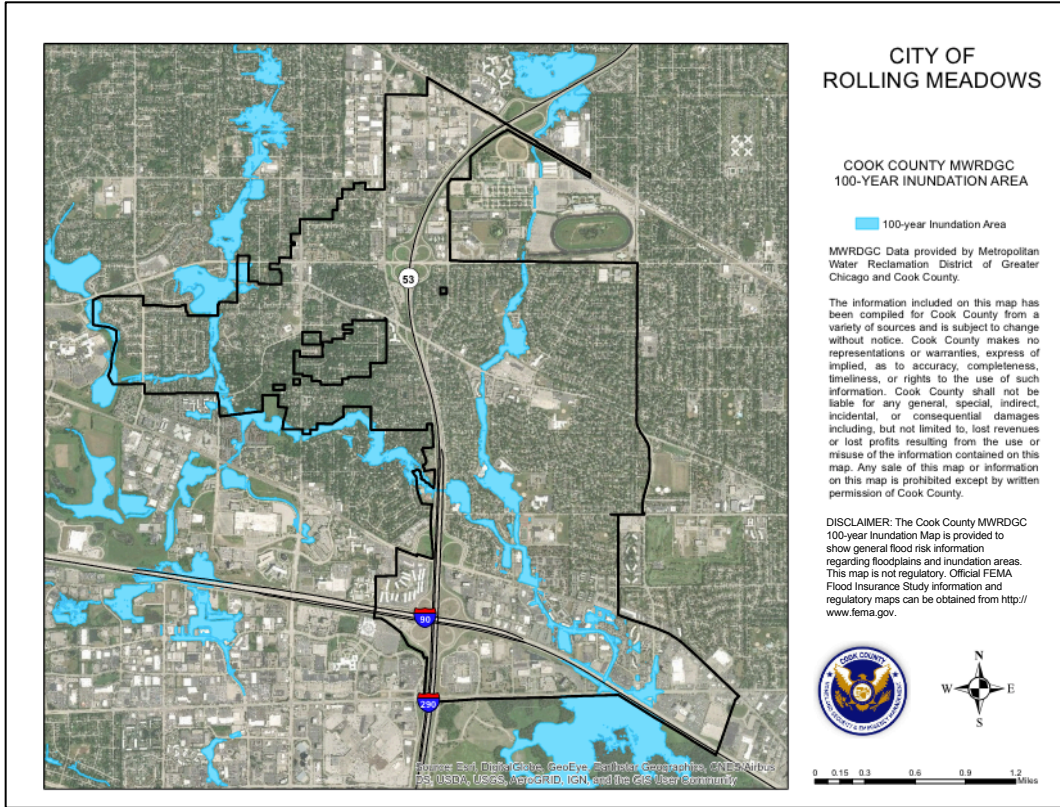 CITY OF
ROLLING MEADOWS
COOK COUNTY MWRDGC
100-YEAR INUNDATION AREA
100-year Inundation Area
MWRDGC Data provided by Metropolitan
Water Reclamation District of Greater
Chicago and Cook County.
The information included on this map has
been compiled for Cook County from a
variety of sources and is subject to change
without notice. Cook County makes no
representations or warranties, express of
implied, as to accuracy, completeness,
timeliness, or rights to the use of such
information. Cook County shall not be
liable for any general, special, indirect,
incidental, or consequential damages
including, but not limited to, lost revenues
or lost profits resulting from the use or
misuse of the information contained on this
map. Any sale of this map or information
on this map is prohibited except by written
permission of Cook County.
DISCLAIMER: The Cook County MWRDGC
100-year Inundation Map is provided to
show general flood risk information
regarding floodplains and inundation areas.
This map is not regulatory. Official FEMA
Flood Insurance Study information and
regulatory maps can be obtained from http://
www.fema.gov.
53
90
290
Source: Esri, DigitalGlobe, GeoEye, Earthstar Geographics, CNES/Airbus
DS, USDA, USGS, AeroGRID, IGN, and the GIS User Community
COOK COUNTY
HOMELAND SECURITY & EMERGENCY MANAGEMENT
N
W E
S
0 0.15 0.3 0.6 0.9 1.2
Miles